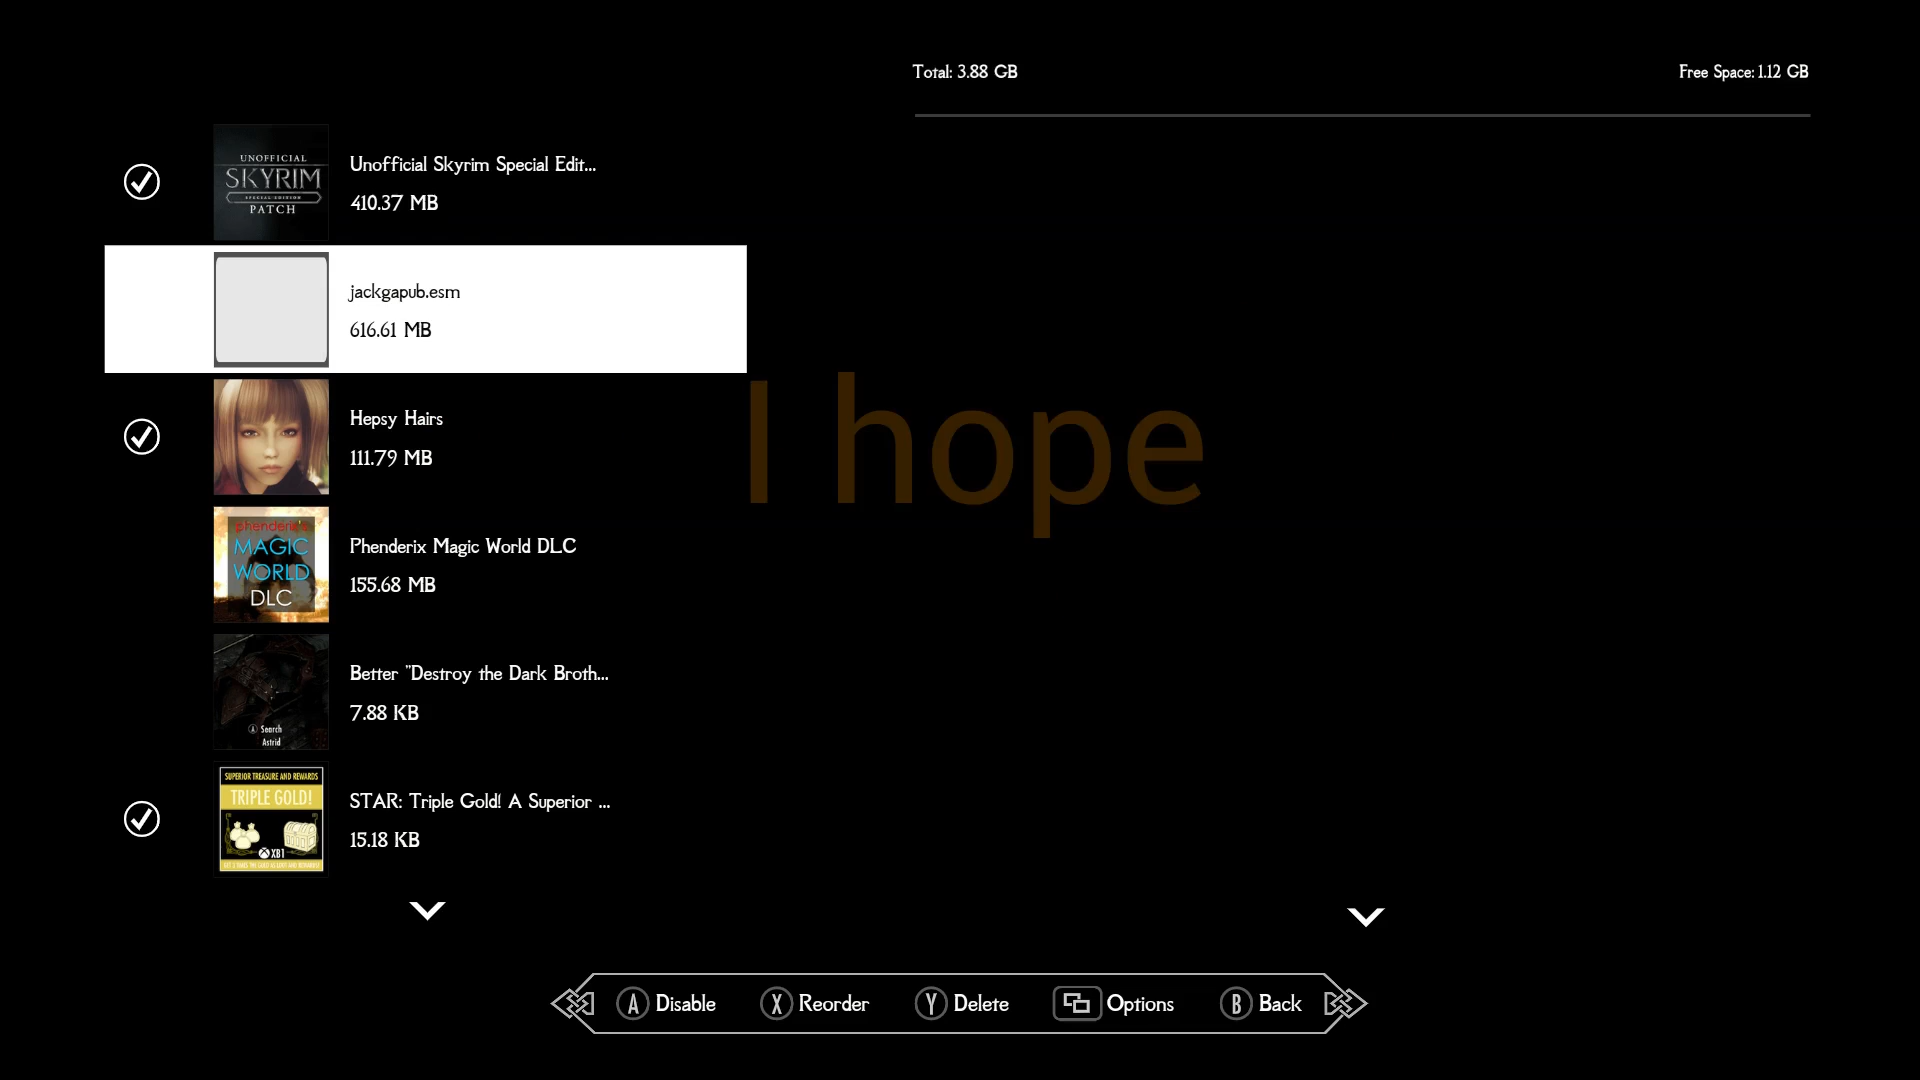 Total: 3.88 GB
Free Space: 1.12 GB
UNOFFICIAL
SKYRIM
SPECIAL EDITION
PATCH
Unofficial Skyrim Special Edit...
410.37 MB
jackgapub.esm
616.61 MB
I hope
Hepsy Hairs
111.79 MB
phenderix
MAGIC
WORLD
DLC
Phenderix Magic World DLC
155.68 MB
Better "Destroy the Dark Broth...
7.88 KB
A Search
Astrid
SUPERIOR TREASURE AND REWARDS
TRIPLE GOLD!
XB1
STAR: Triple Gold! A Superior ...
15.18 KB
A Disable
X Reorder
Y Delete
Options
B Back